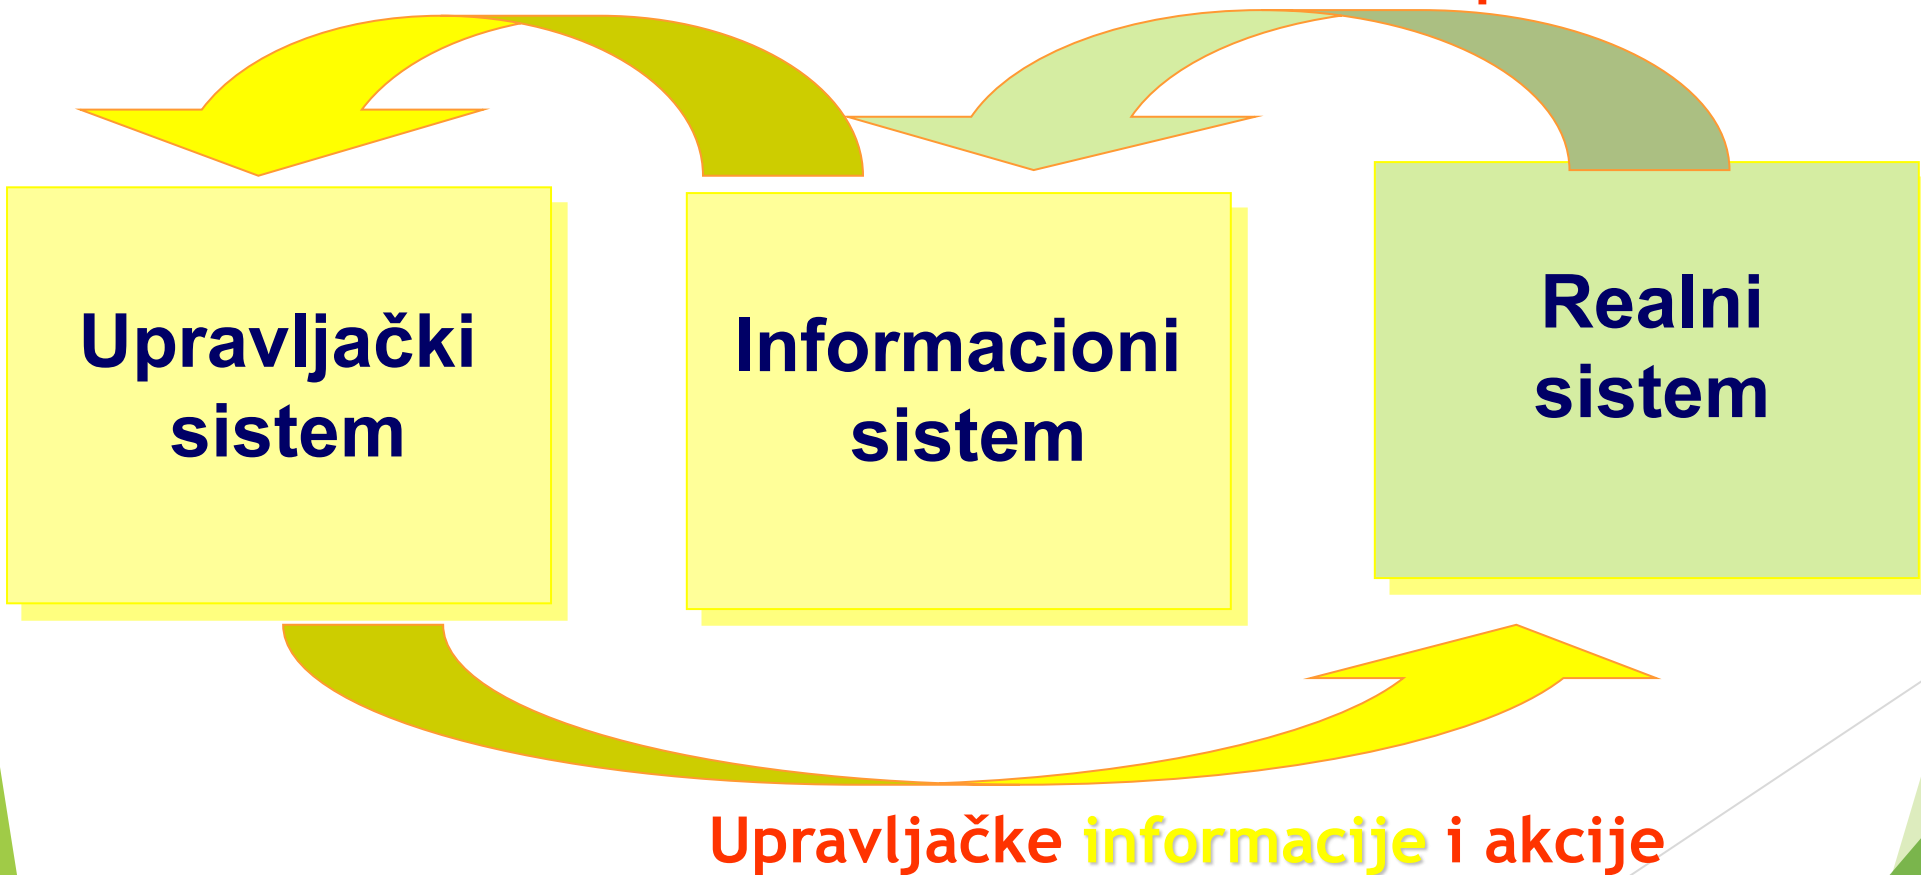 Upravljački
sistem
Informacioni
sistem
Realni
sistem
Upravljačke informacije i akcije